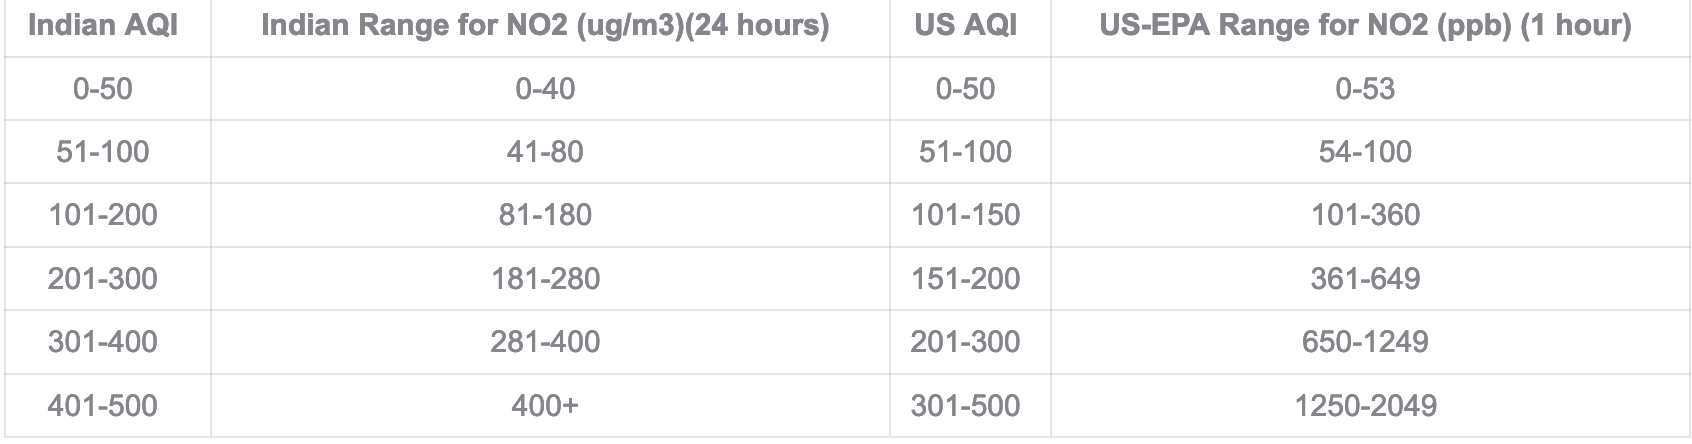 Indian AQI Indian Range for NO2 (ug/m3)(24 hours) US AQI US-EPA Range for NO2 (ppb) (1 hour)
0-50 0-40 0-50 0-53
51-100 41-80 51-100 54-100
101-200 81-180 101-150 101-360
201-300 181-280 151-200 361-649
301-400 281-400 201-300 650-1249
401-500 400+ 301-500 1250-2049